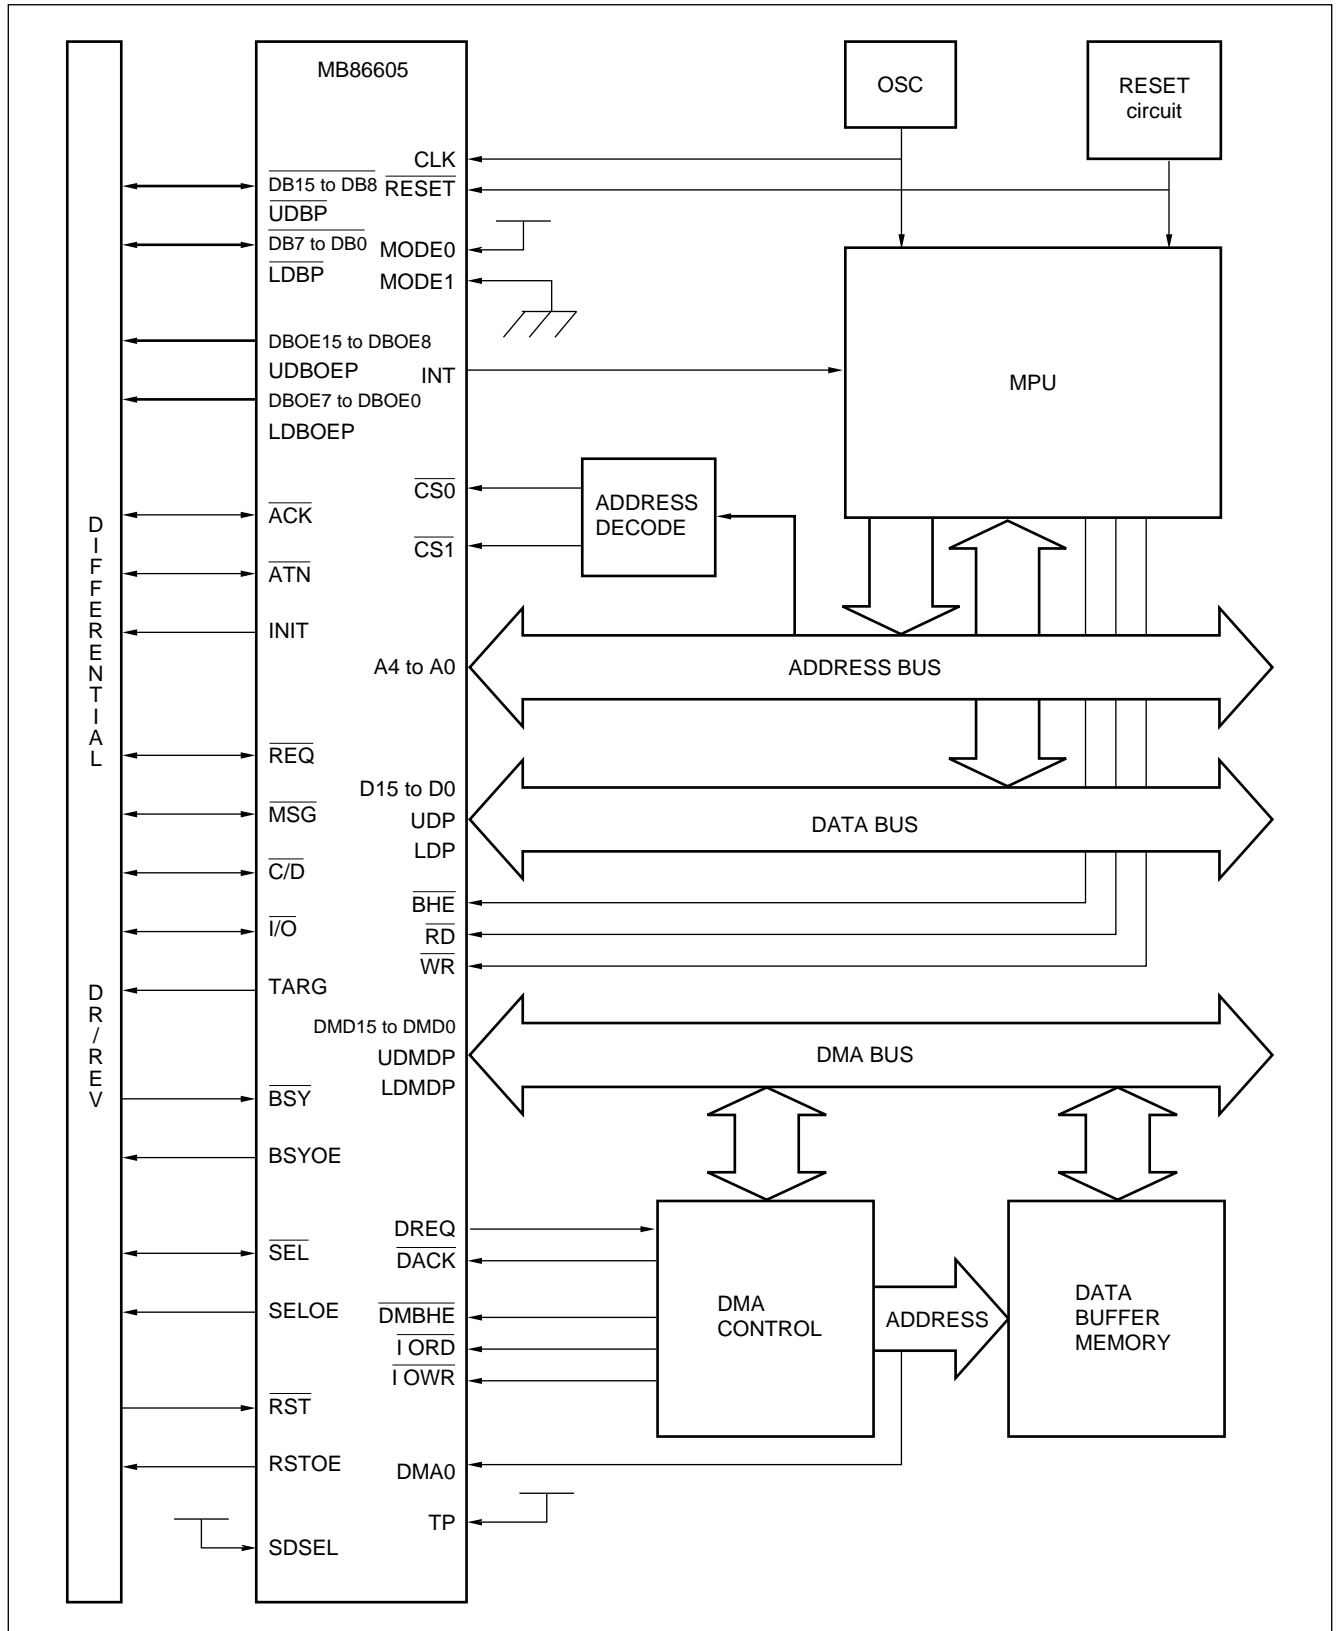 MB86605
OSC
RESET
circuit
CLK
DB15 to DB8
RESET
UDBP
DB7 to DB0
MODE0
LDBP
MODE1
DBOE15 to DBOE8
UDBOEP
INT
MPU
DBOE7 to DBOE0
LDBOEP
CS0
ADDRESS
DECODE
ACK
CS1
ATN
INIT
A4 to A0
ADDRESS BUS
DIFFERENTIAL
REQ
D15 to D0
MSG
UDP
DATA BUS
LDP
C/D
BHE
I/O
RD
WR
TARG
DR/REV
DMD15 to DMD0
UDMDP
DMA BUS
LDMDP
BSY
BSYOE
DREQ
SEL
DACK
SELOE
DMBHE
DMA
CONTROL
ADDRESS
DATA
BUFFER
MEMORY
I ORD
I OWR
RST
RSTOE
DMA0
TP
SDSEL